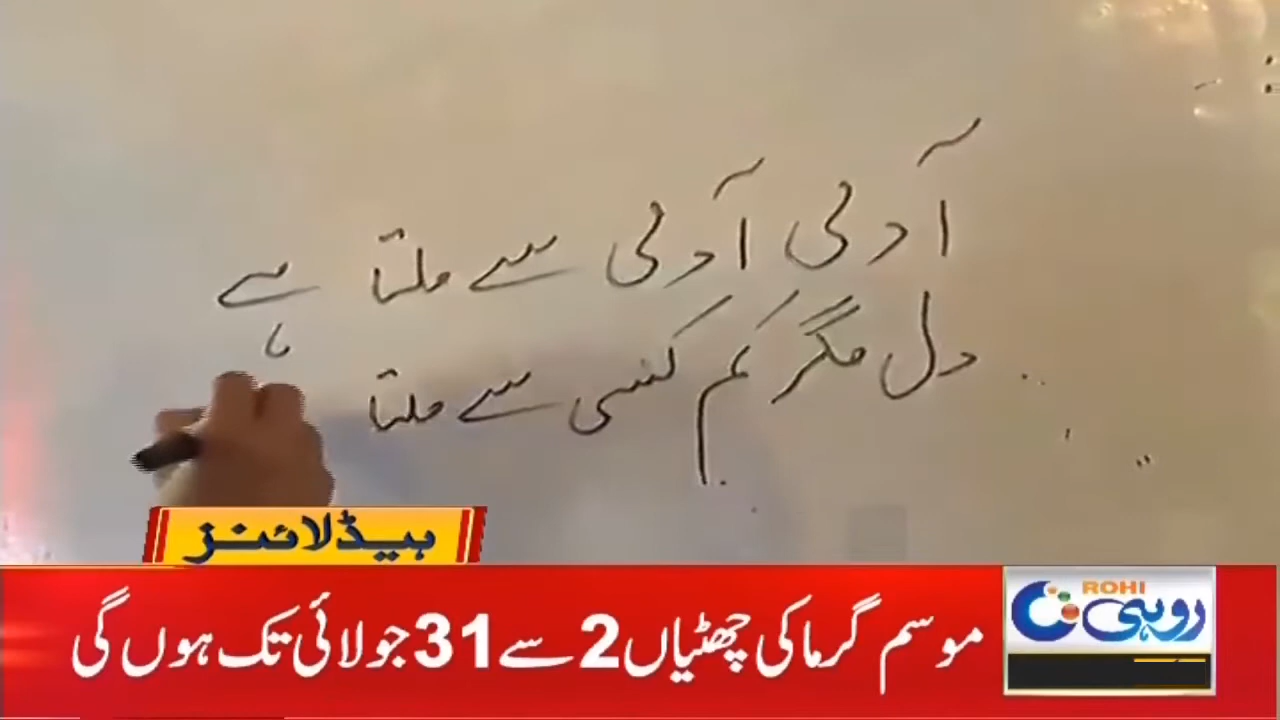 آدمی آدمی سے ملتا ہے
دل مگر کم کسی سے ملتا
ہیڈلائنز
موسم گرما کی چھٹیاں 2 سے 31 جولائی تک ہوں گی
ROHI
روہی